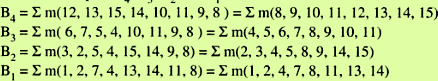 B₄ = Σ m(12, 13, 15, 14, 10, 11, 9, 8 ) = Σ m(8, 9, 10, 11, 12, 13, 14, 15)
B₃ = Σ m( 6, 7, 5, 4, 10, 11, 9, 8 ) = Σ m(4, 5, 6, 7, 8, 9, 10, 11)
B₂ = Σ m(3, 2, 5, 4, 15, 14, 9, 8) = Σ m(2, 3, 4, 5, 8, 9, 14, 15)
B₁ = Σ m(1, 2, 7, 4, 13, 14, 11, 8) = Σ m(1, 2, 4, 7, 8, 11, 13, 14)